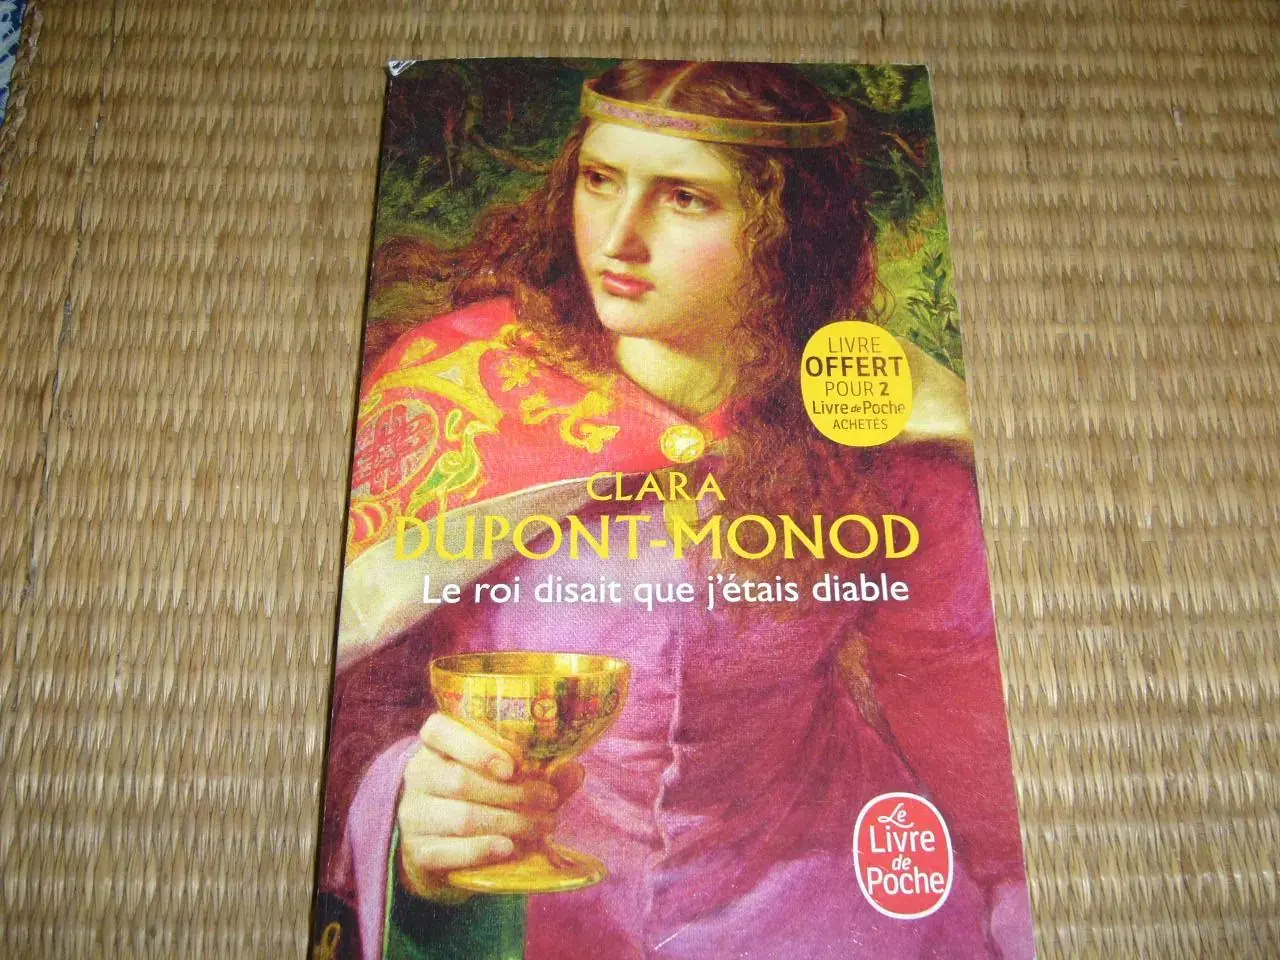 LIVRE
OFFERT
POUR 2
Livre de Poche
ACHETÉS
CLARA
DUPONT-MONOD
Le roi disait que j'étais diable
Le
Livre
de
Poche